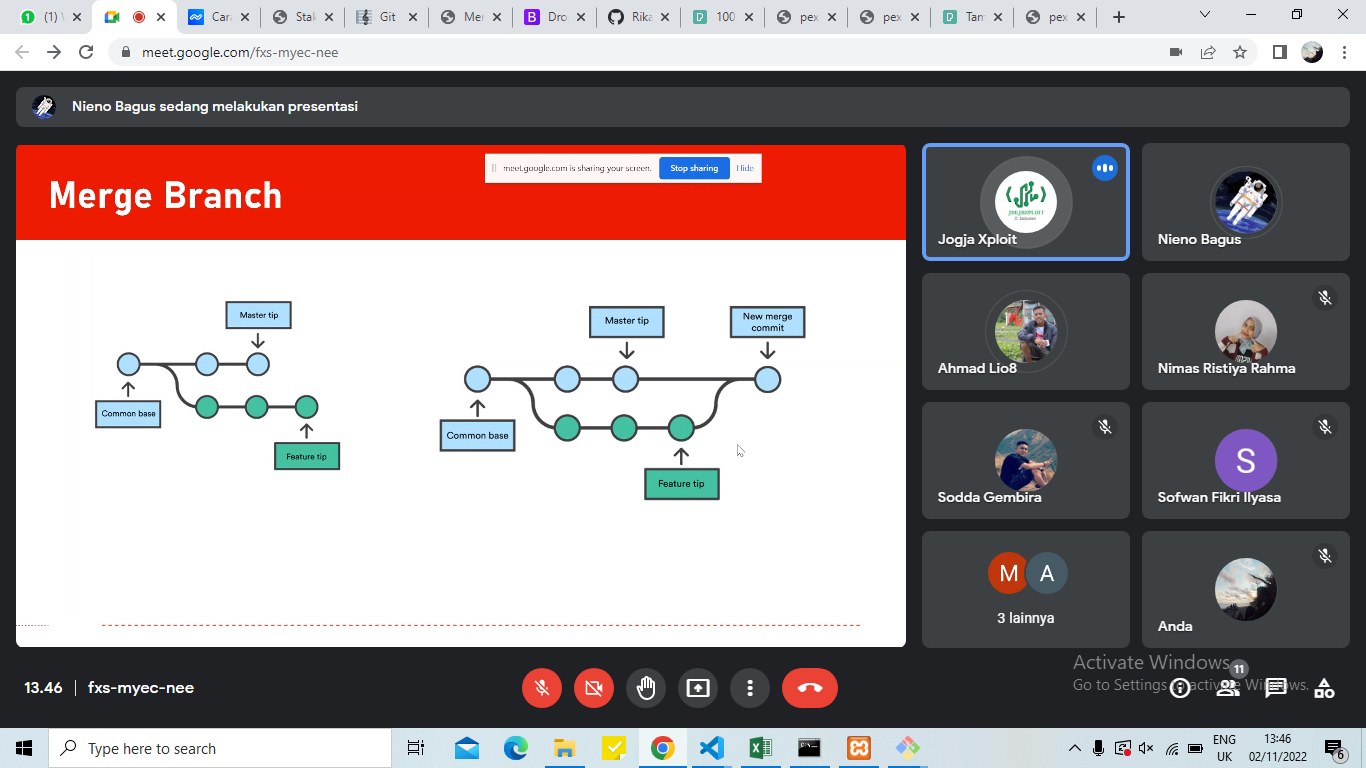 (1) W
Cara
Stak
Git
Mer
Dro
Rika
100
pex
pex
Tam
pex
meet.google.com/fxs-myec-nee
Nieno Bagus sedang melakukan presentasi
meet.google.com is sharing your screen.
Stop sharing
Hide
Merge Branch
Master tip
Common base
Feature tip
Master tip
New merge
commit
Common base
Feature tip
JOGJAXPLOIT
Jogja Xploit
Nieno Bagus
Ahmad Lio8
Nimas Ristiya Rahma
Sodda Gembira
S
Sofwan Fikri Ilyasa
M
A
3 lainnya
Anda
13.46
fxs-myec-nee
Activate Windows
Go to Settings to activate Windows.
11
Type here to search
ENG
UK
13:46
02/11/2022
6